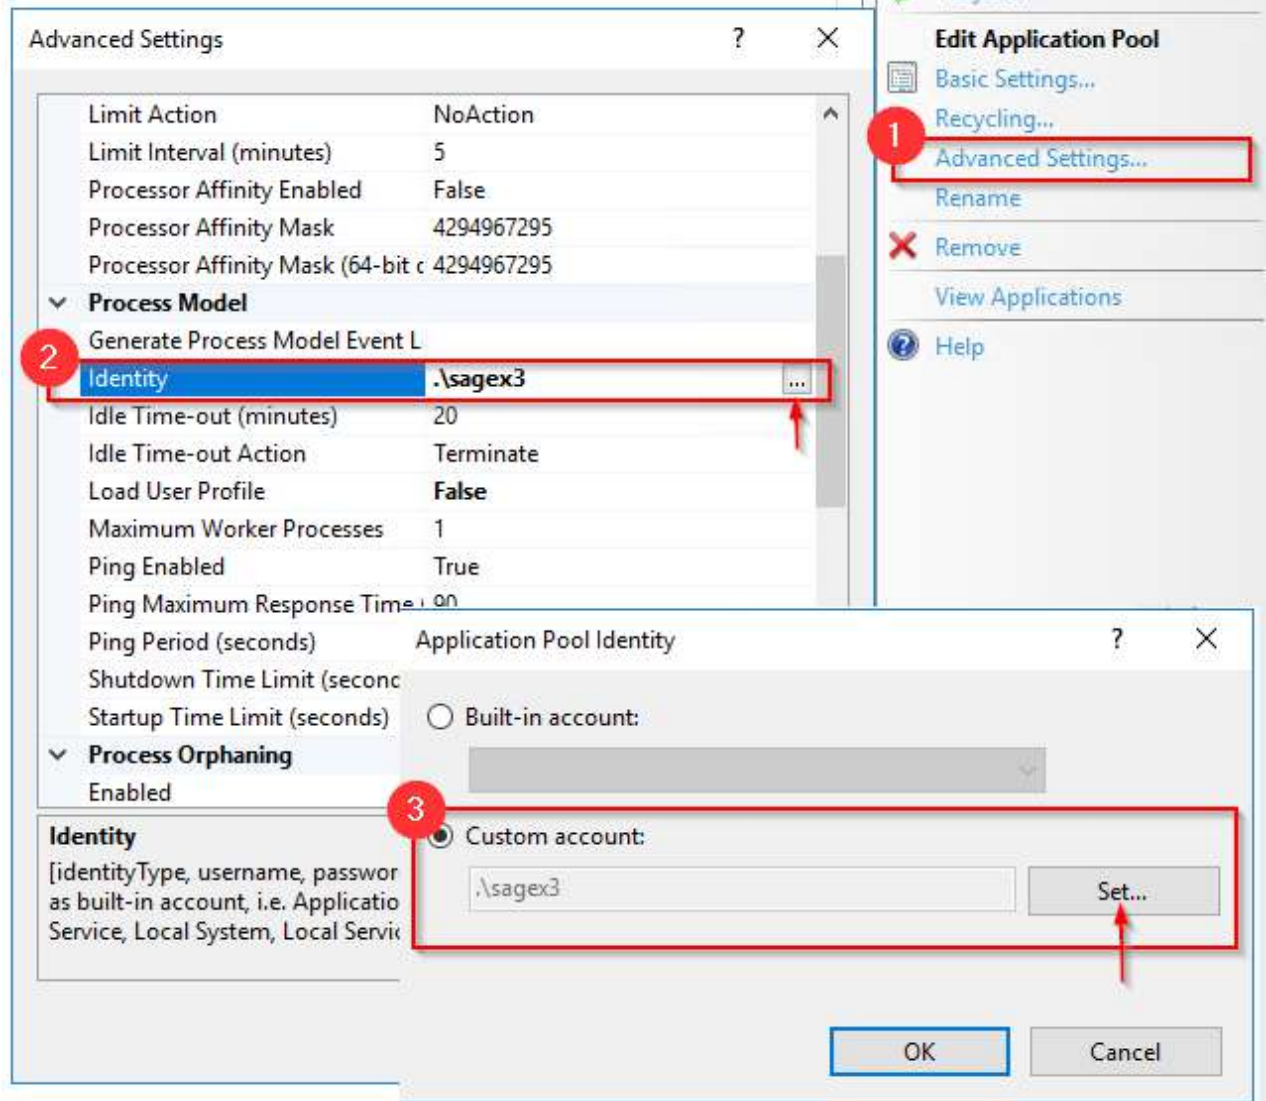 Advanced Settings ? ×
Limit Action NoAction
Limit Interval (minutes) 5
Processor Affinity Enabled False
Processor Affinity Mask 4294967295
Processor Affinity Mask (64-bit c 4294967295
Process Model
Generate Process Model Event L
2
Identity .\sagex3 ...
Idle Time-out (minutes) 20
Idle Time-out Action Terminate
Load User Profile False
Maximum Worker Processes 1
Ping Enabled True
Ping Maximum Response Time 90
Ping Period (seconds)
Shutdown Time Limit (second
Startup Time Limit (seconds)
Process Orphaning
Enabled
Identity
[identityType, username, passwor
as built-in account, i.e. Applicatio
Service, Local System, Local Servic
Edit Application Pool
Basic Settings...
Recycling...
1
Advanced Settings...
Rename
Remove
View Applications
? Help
Application Pool Identity ? ×
Built-in account:
3
Custom account:
.\sagex3 Set...
OK Cancel